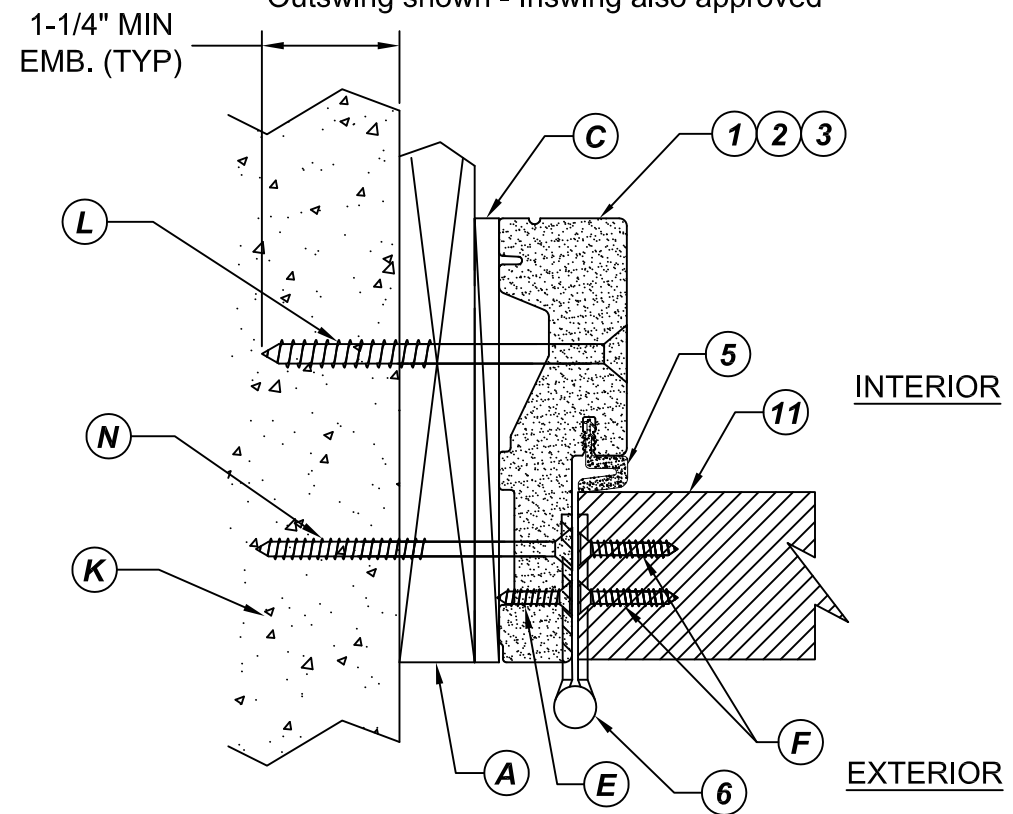 Outswing shown - Inswing also approved
1-1/4" MIN
EMB. (TYP)
C
1 2 3
L
5
INTERIOR
11
N
K
F
A
E
6
EXTERIOR